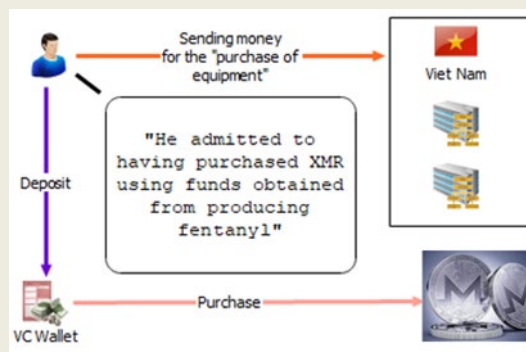 Sending money
for the "purchase of
equipment"
Viet Nam
"He admitted to
having purchased XMR
using funds obtained
from producing
fentanyl"
Deposit
Purchase
VC Wallet